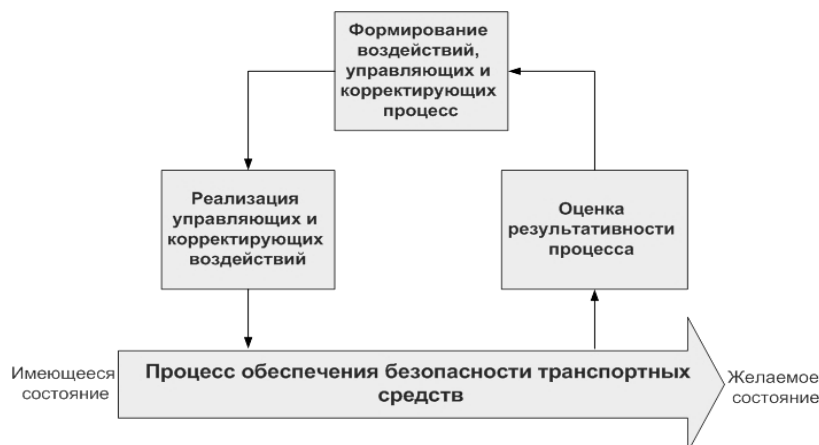 Формирование
воздействий,
управляющих и
корректирующих
процесс
Реализация
управляющих и
корректирующих
воздействий
Оценка
результативности
процесса
Имеющееся
состояние
Процесс обеспечения безопасности транспортных
средств
Желаемое
состояние